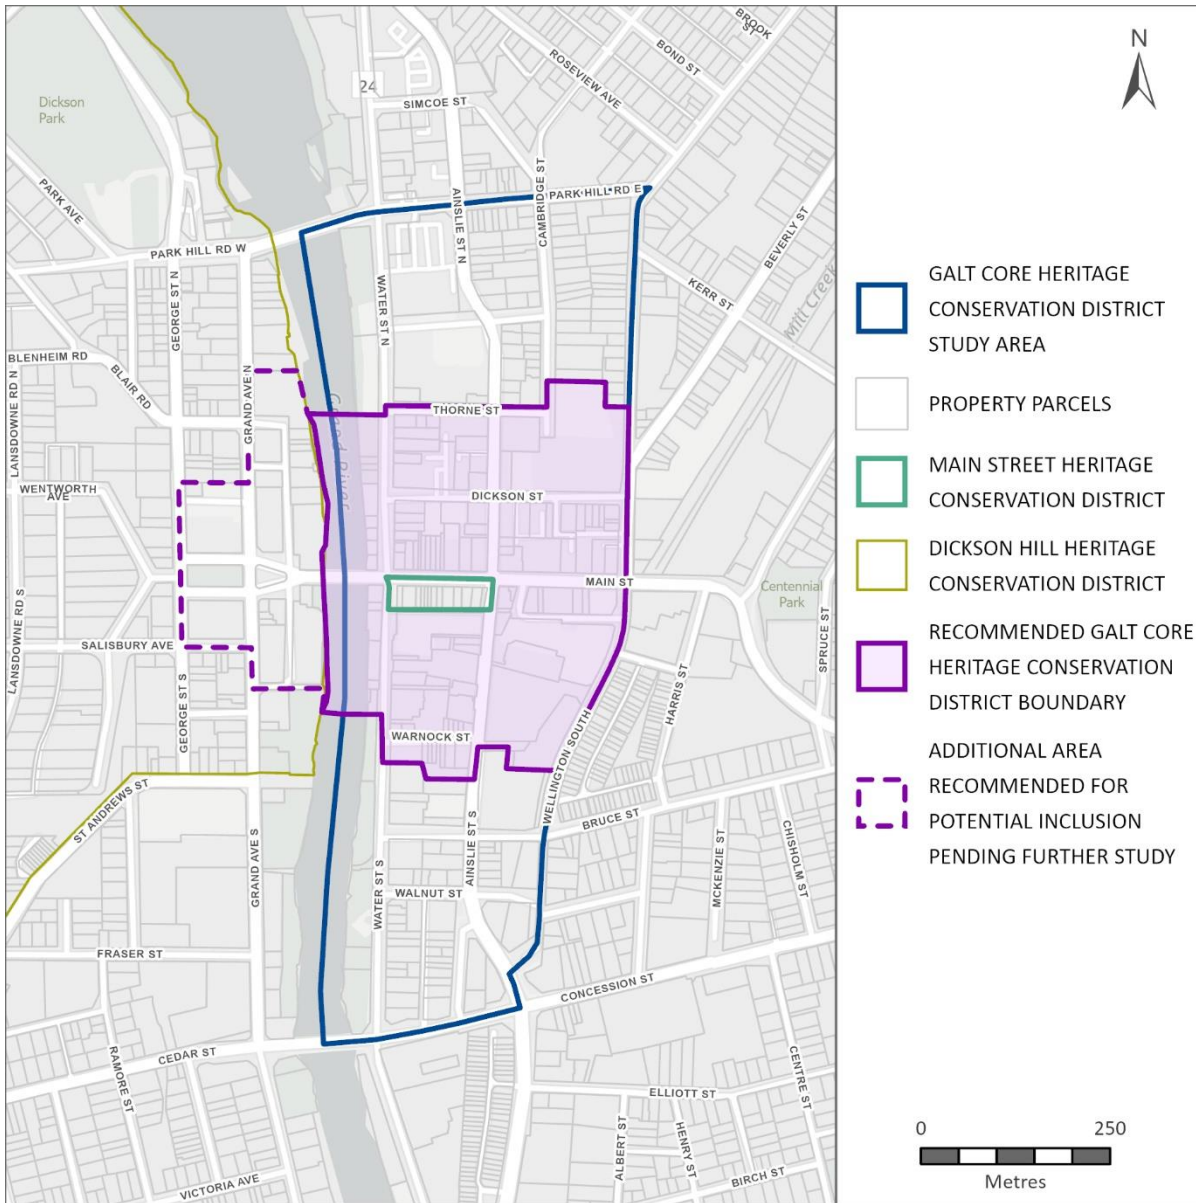 BROOK
ST
BOND ST
ROSEVIEW AVE
24
SIMCOE ST
Dickson
Park
CAMBRIDGE ST
PARK HILL RD E
AINSLIE ST N
PARK AVE
BEVERLY ST
PARK HILL RD W
GEORGE ST N
WATER ST N
KERR ST
Mill Creek
BLENHEIM RD
LANSDOWNE RD N
BLAIR RD
GRAND AVE N
THORNE ST
Grand River
WENTWORTH
AVE
DICKSON ST
MAIN ST
Centennial
Park
SALISBURY AVE
LANSDOWNE RD S
SPRUCE ST
HARRIS ST
GEORGE ST S
WARNOCK ST
WELLINGTON SOUTH
ST ANDREWS ST
BRUCE ST
AINSLIE ST S
GRAND AVE S
WATER ST S
WALNUT ST
MCKENZIE ST
CHISHOLM ST
FRASER ST
CONCESSION ST
CEDAR ST
RAMORE ST
CENTRE ST
ELLIOTT ST
ALBERT ST
HENRY ST
BIRCH ST
VICTORIA AVE
N
GALT CORE HERITAGE
CONSERVATION DISTRICT
STUDY AREA
PROPERTY PARCELS
MAIN STREET HERITAGE
CONSERVATION DISTRICT
DICKSON HILL HERITAGE
CONSERVATION DISTRICT
RECOMMENDED GALT CORE
HERITAGE CONSERVATION
DISTRICT BOUNDARY
ADDITIONAL AREA
RECOMMENDED FOR
POTENTIAL INCLUSION
PENDING FURTHER STUDY
0 250
Metres